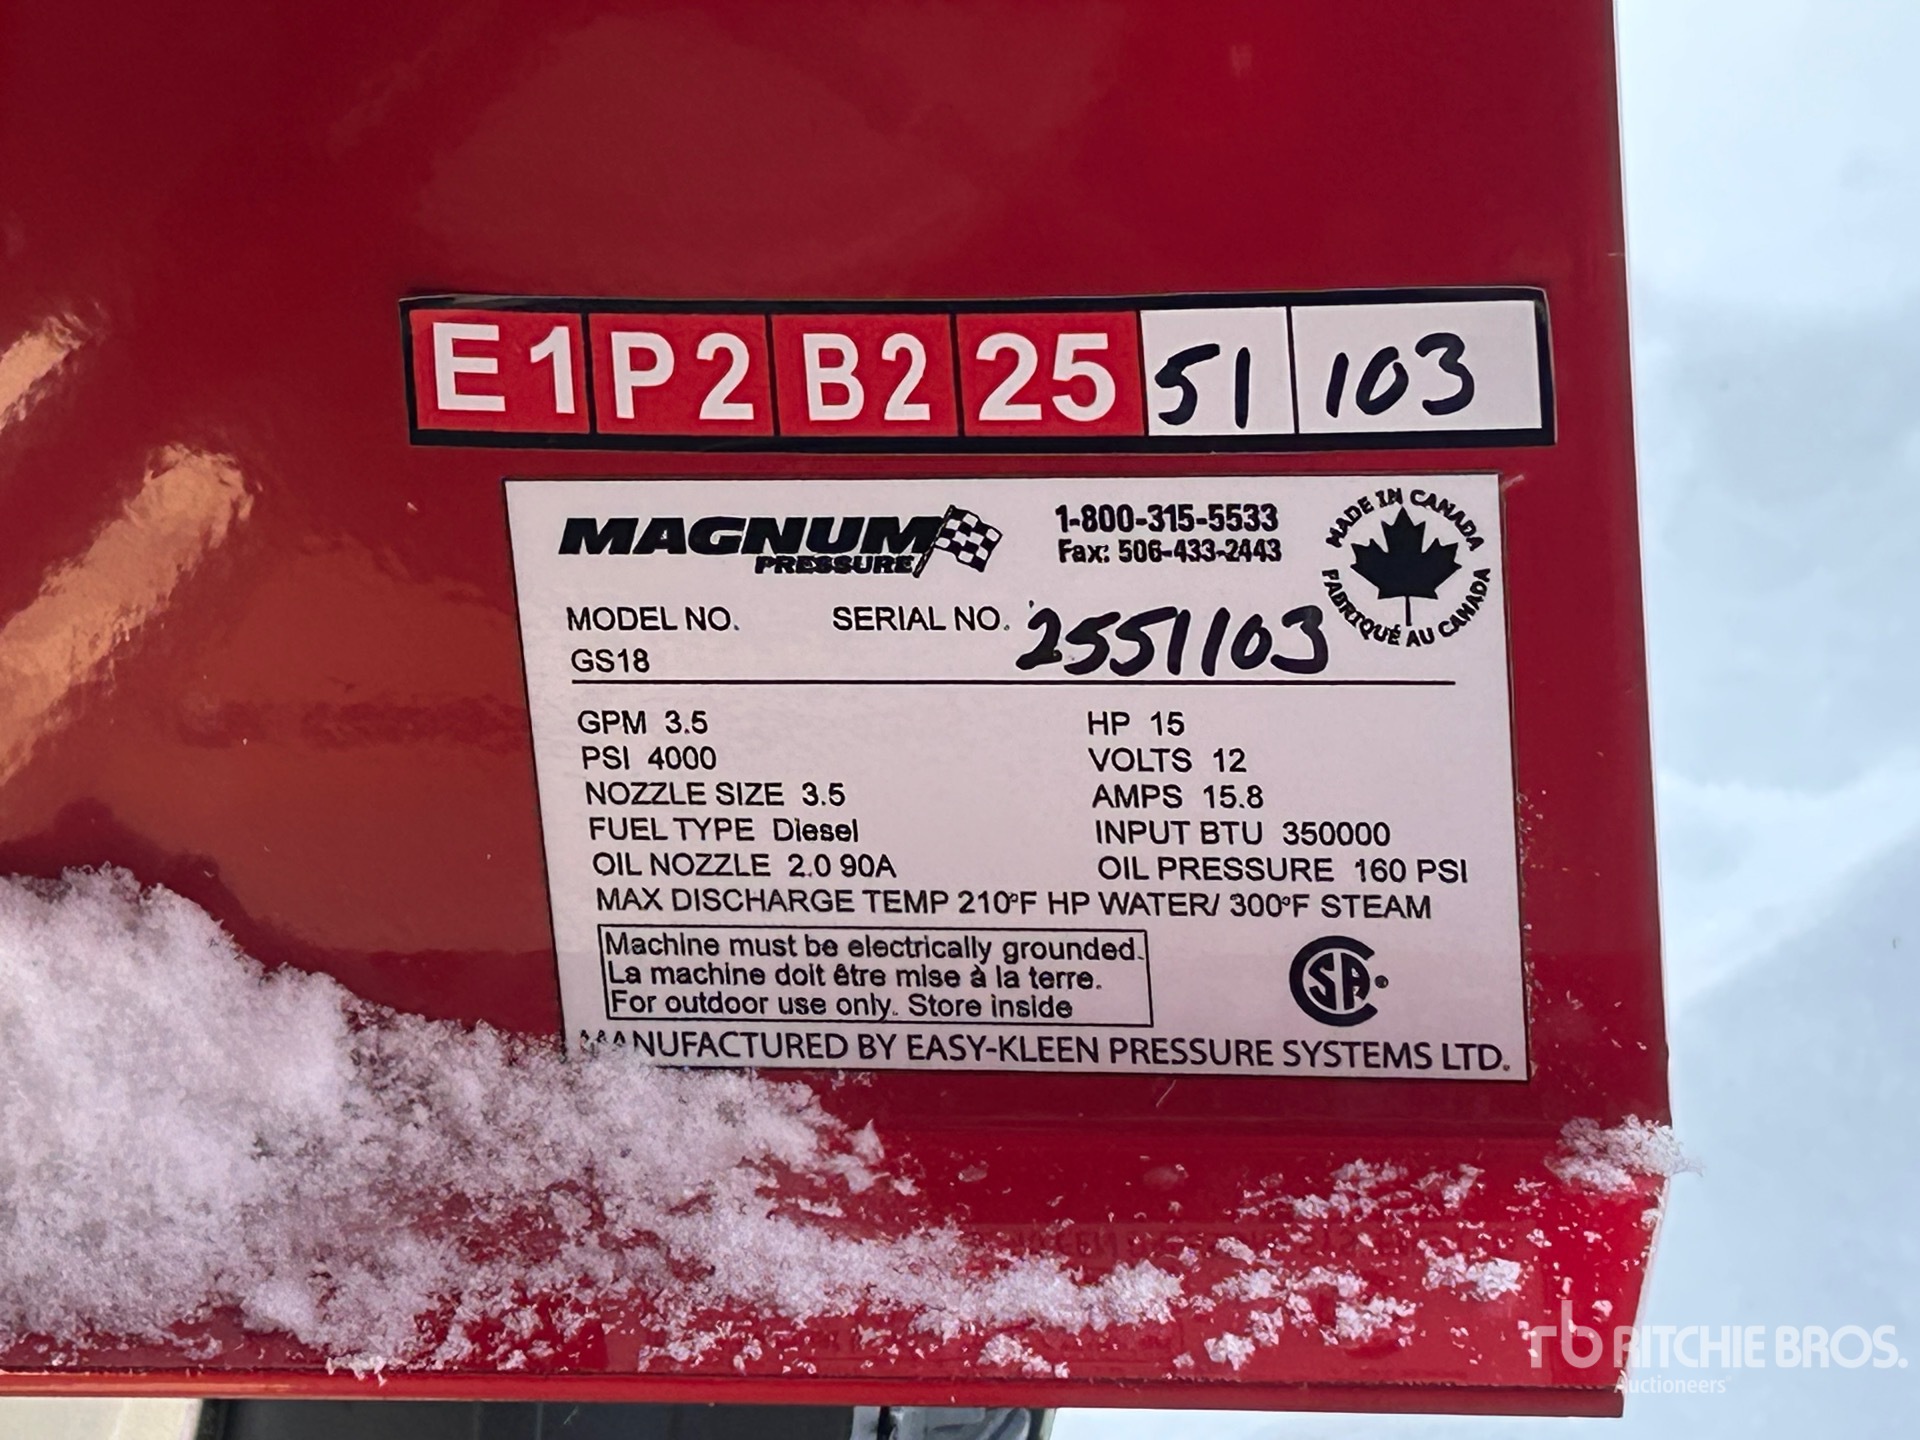 E1 P2 B2 25 51 103
MAGNUM
PRESSURE
1-800-315-5533
Fax: 506-433-2443
MADE IN CANADA
FABRIQUÉ AU CANADA
MODEL NO. SERIAL NO. 2551103
GS18
GPM 3.5 HP 15
PSI 4000 VOLTS 12
NOZZLE SIZE 3.5 AMPS 15.8
FUEL TYPE Diesel INPUT BTU 350000
OIL NOZZLE 2.0 90A OIL PRESSURE 160 PSI
MAX DISCHARGE TEMP 210°F HP WATER/ 300°F STEAM
Machine must be electrically grounded.
La machine doit être mise à la terre.
For outdoor use only. Store inside
CSA
MANUFACTURED BY EASY-KLEEN PRESSURE SYSTEMS LTD.
rb RITCHIE BROS.
Auctioneers